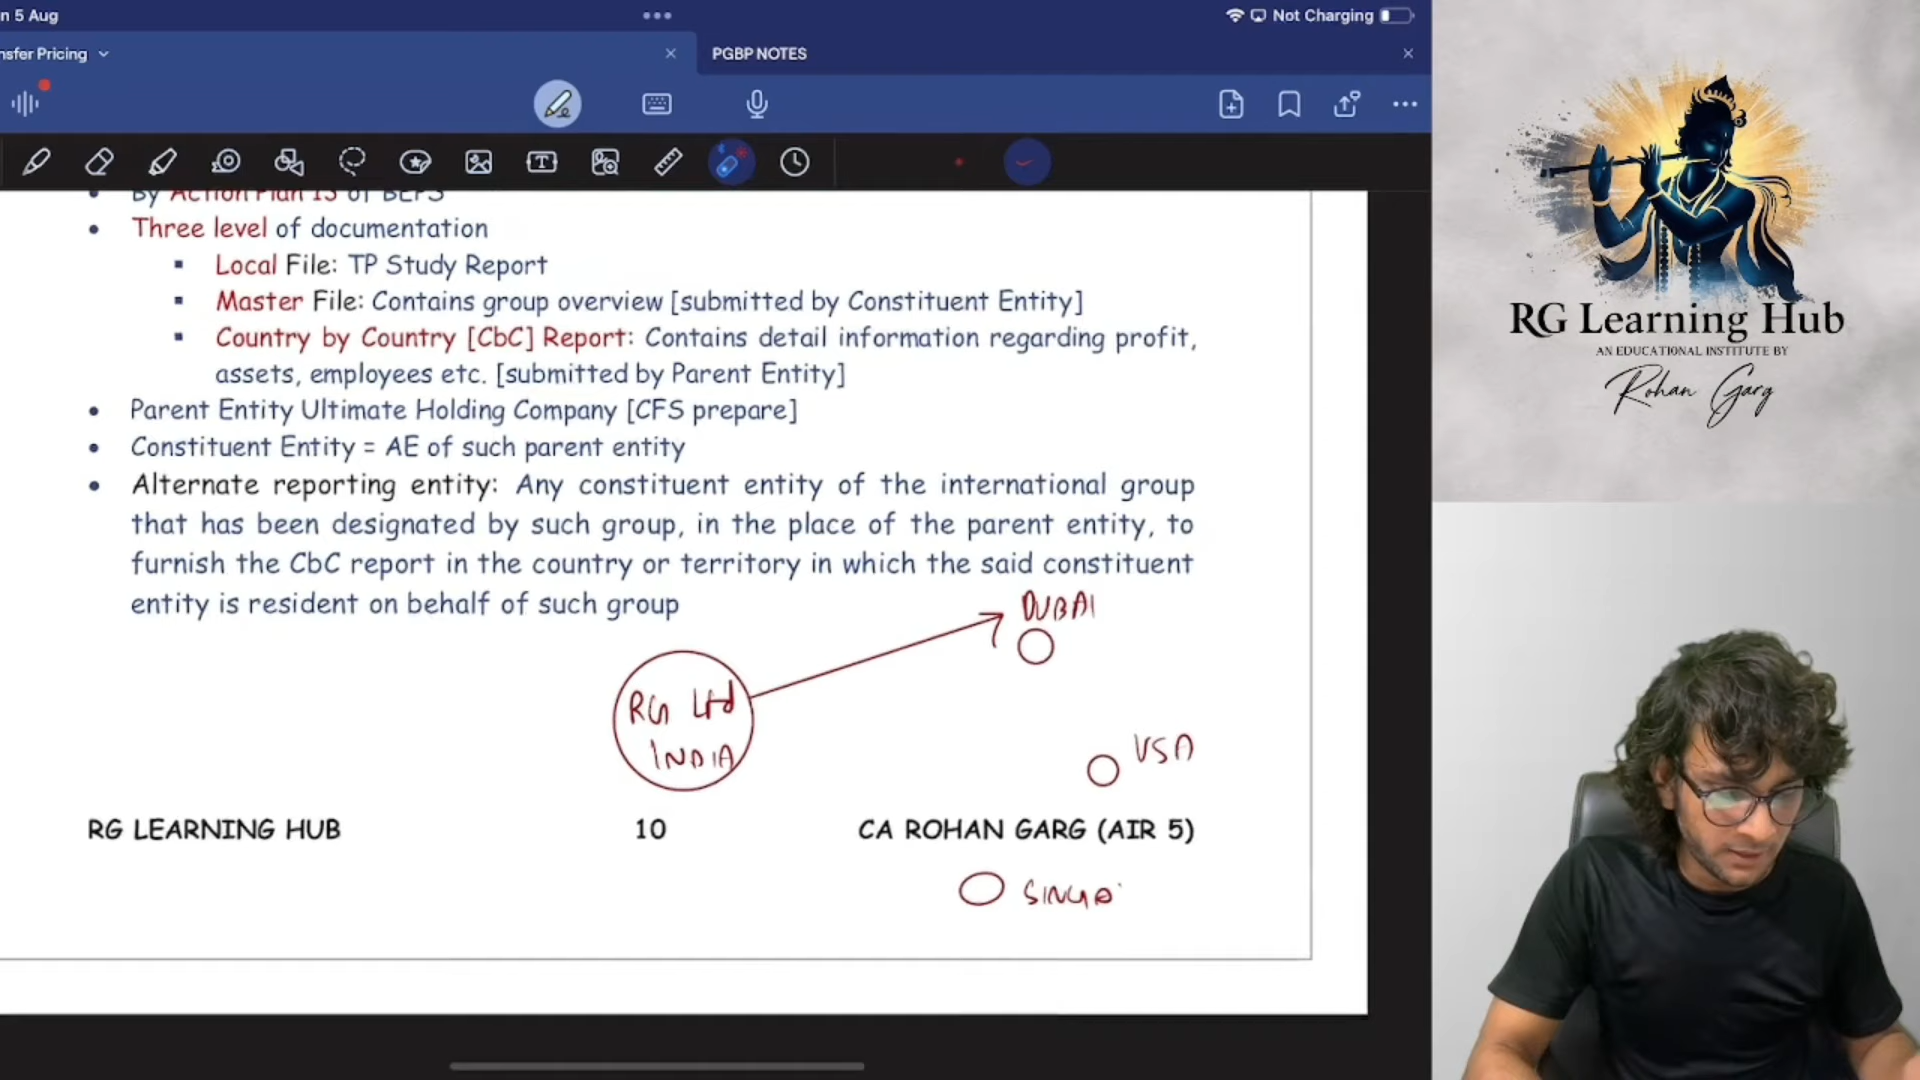 n 5 Aug
Not Charging
nsfer Pricing
PGBP NOTES
By Action Plan 13 of BEPS
• Three level of documentation
▪ Local File: TP Study Report
▪ Master File: Contains group overview [submitted by Constituent Entity]
▪ Country by Country [CbC] Report: Contains detail information regarding profit,
assets, employees etc. [submitted by Parent Entity]
• Parent Entity Ultimate Holding Company [CFS prepare]
• Constituent Entity = AE of such parent entity
• Alternate reporting entity: Any constituent entity of the international group
that has been designated by such group, in the place of the parent entity, to
furnish the CbC report in the country or territory in which the said constituent
entity is resident on behalf of such group
DUBAI
RG Ltd
INDIA
USA
RG LEARNING HUB 10 CA ROHAN GARG (AIR 5)
RG Learning Hub
AN EDUCATIONAL INSTITUTE BY
Rohan Garg